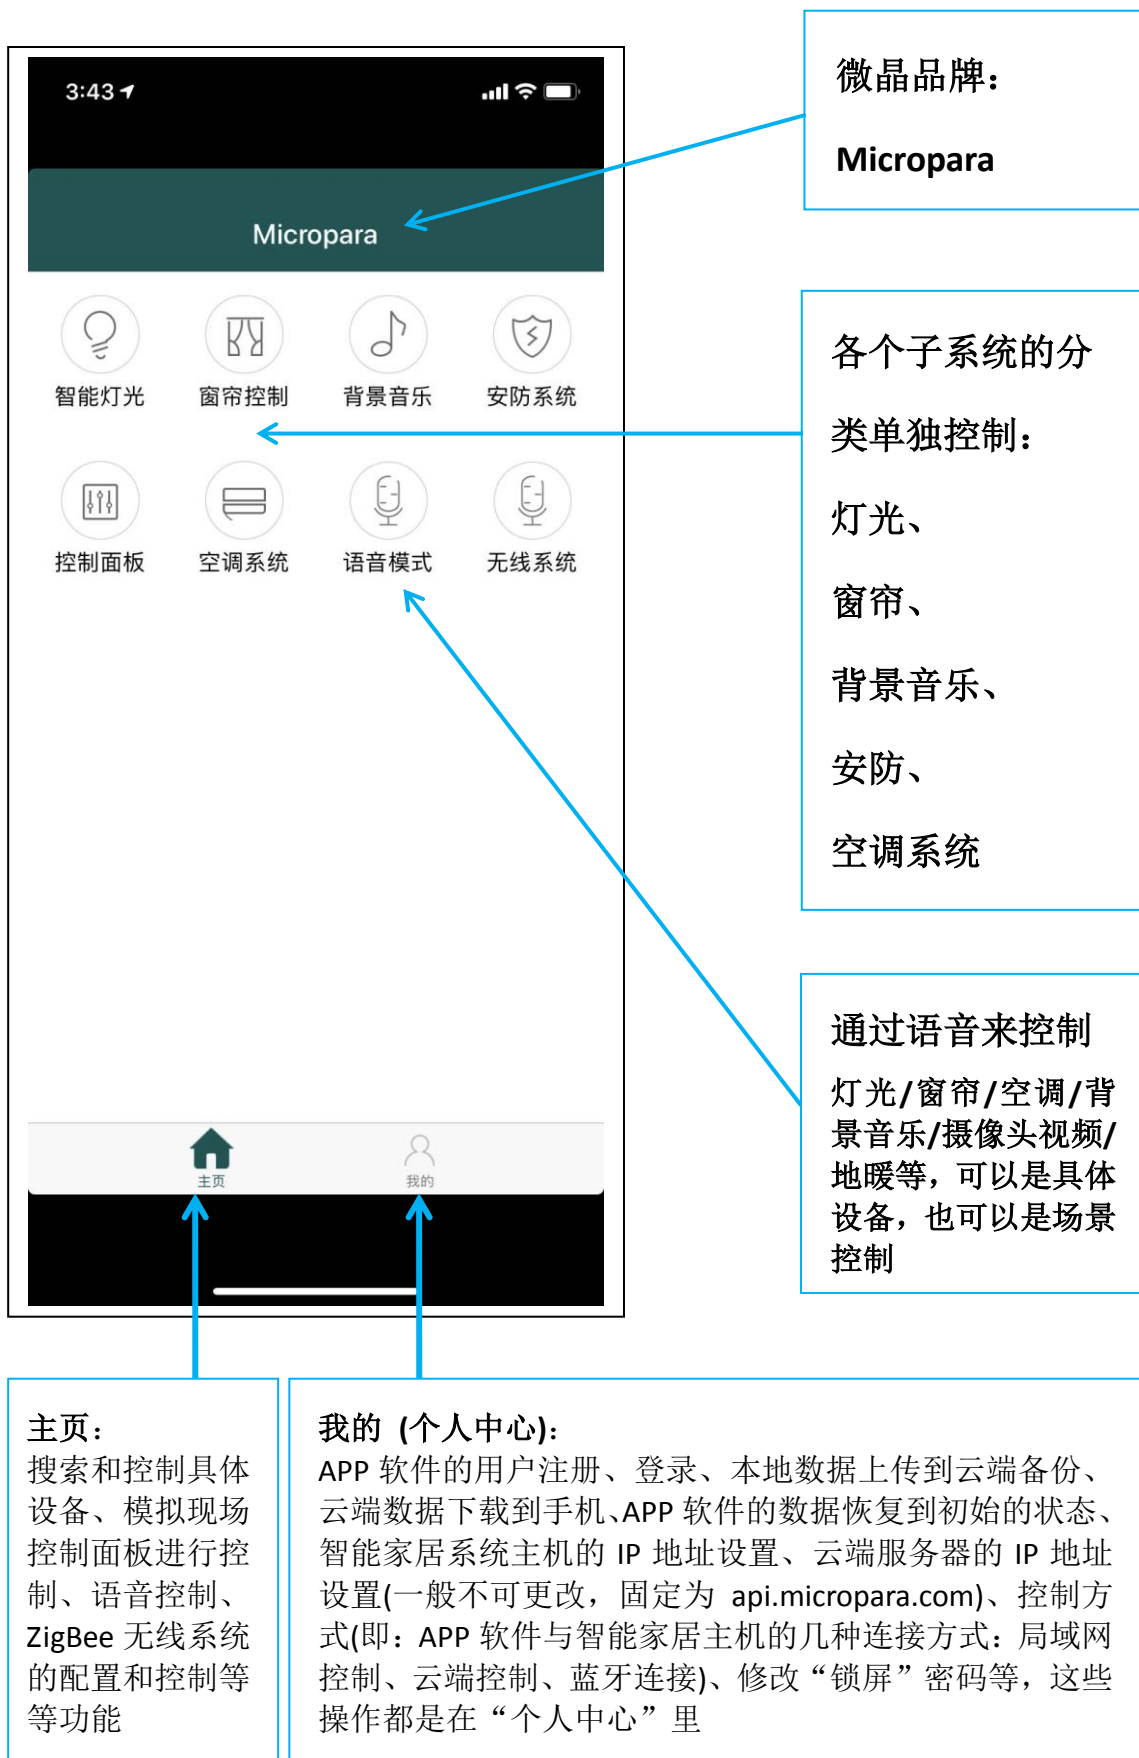 微晶品牌：
Micropara
3:43
Micropara
智能灯光 窗帘控制 背景音乐 安防系统
控制面板 空调系统 语音模式 无线系统
各个子系统的分
类单独控制：
灯光、
窗帘、
背景音乐、
安防、
空调系统
通过语音来控制
灯光/窗帘/空调/背
景音乐/摄像头视频/
地暖等，可以是具体
设备，也可以是场景
控制
主页 我的
主页：
搜索和控制具体
设备、模拟现场
控制面板进行控
制、语音控制、
ZigBee 无线系统
的配置和控制等
等功能
我的 (个人中心)：
APP 软件的用户注册、登录、本地数据上传到云端备份、
云端数据下载到手机、APP 软件的数据恢复到初始的状态、
智能家居系统主机的 IP 地址设置、云端服务器的 IP 地址
设置(一般不可更改，固定为 api.micropara.com)、控制方
式(即：APP 软件与智能家居主机的几种连接方式：局域网
控制、云端控制、蓝牙连接)、修改“锁屏”密码等，这些
操作都是在“个人中心”里